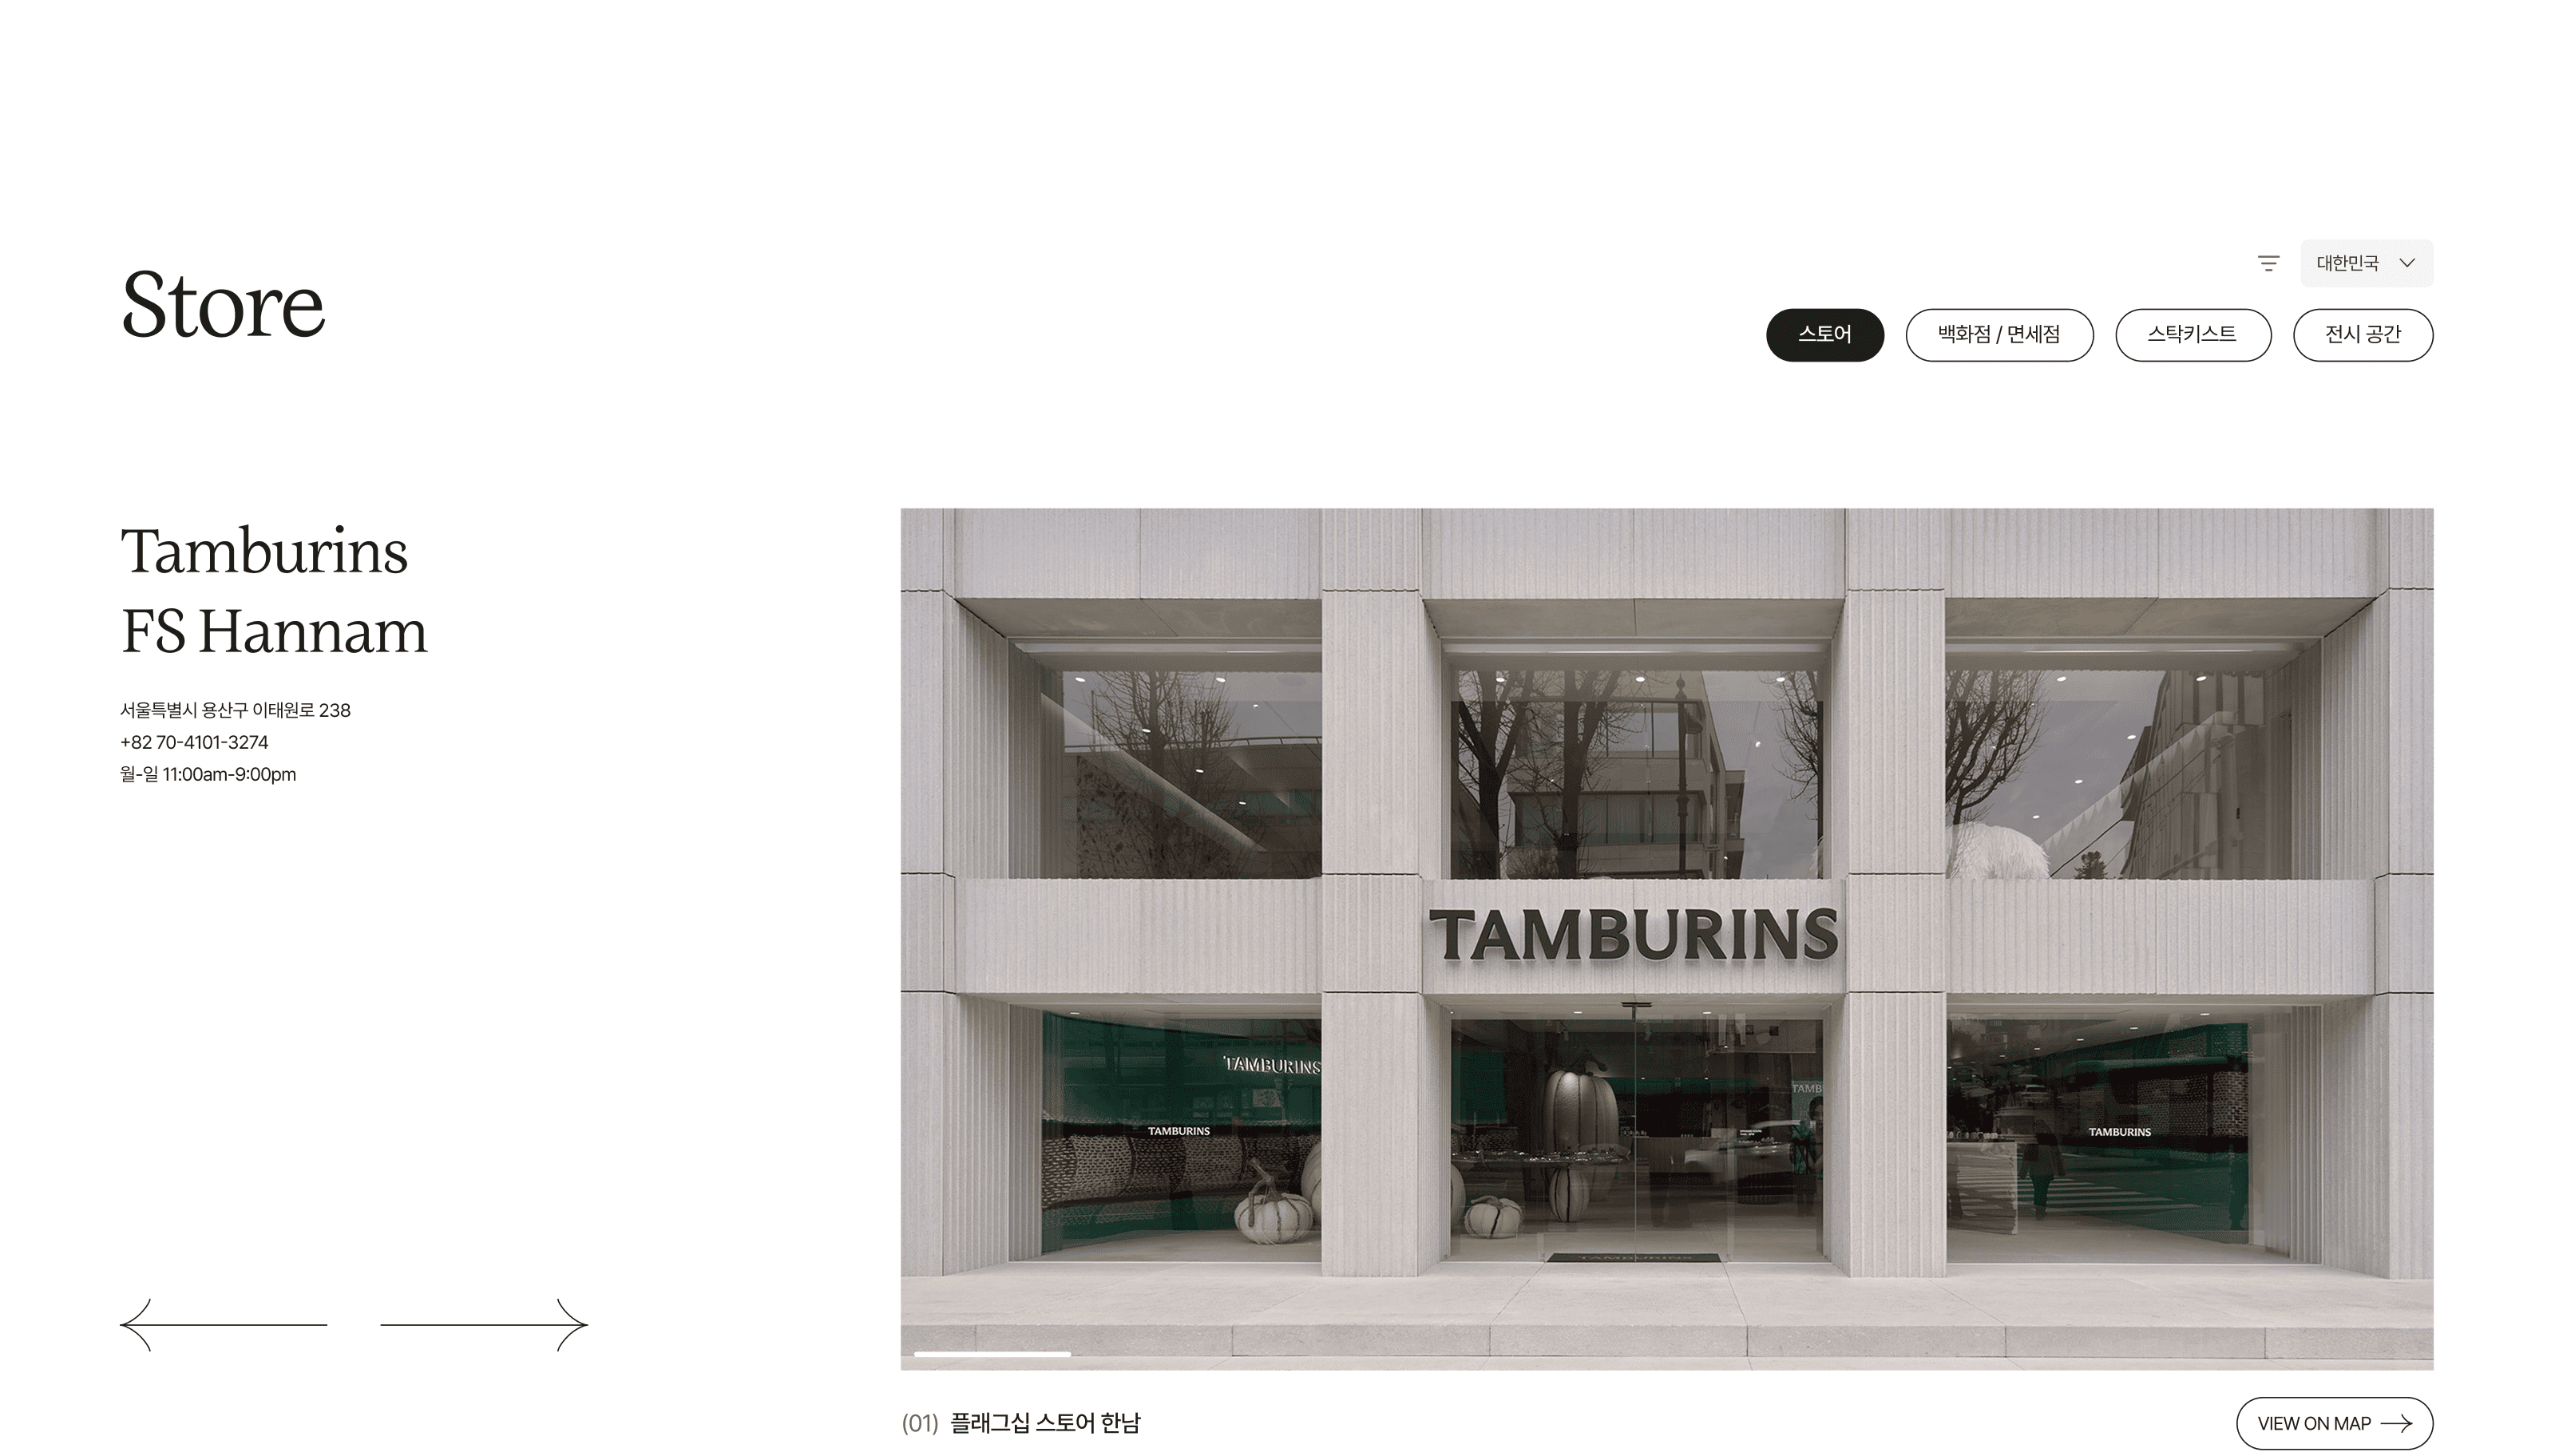 Store
대한민국
스토어
백화점 / 면세점
스탁키스트
전시 공간
Tamburins
FS Hannam
서울특별시 용산구 이태원로 238
+82 70-4101-3274
월-일 11:00am-9:00pm
TAMBURINS
TAMBURINS
TAMB
TAMBURINS
TAMBURINS
TAMBURINS
(01) 플래그십 스토어 한남
VIEW ON MAP